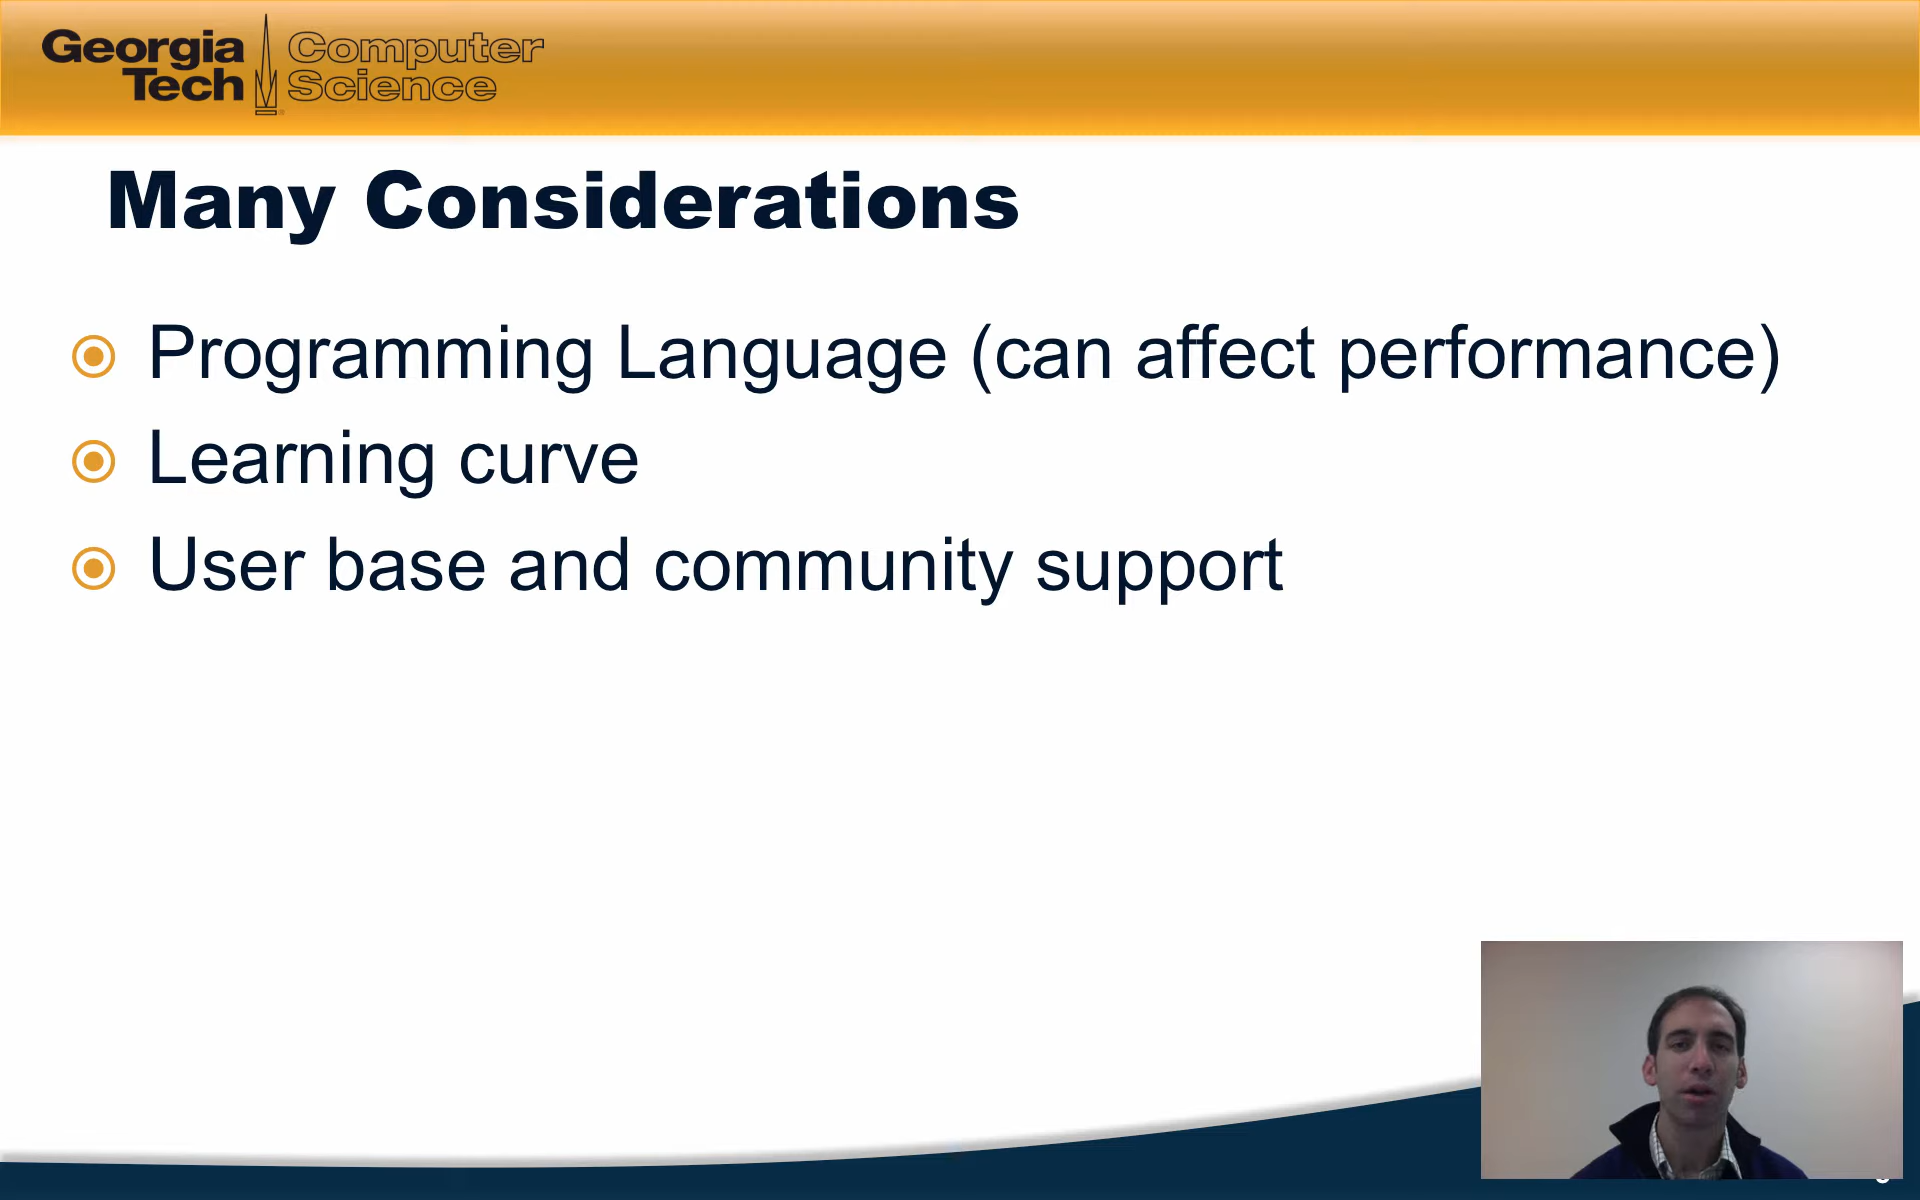 Georgia Tech
Computer Science
Many Considerations
Programming Language (can affect performance)
Learning curve
User base and community support